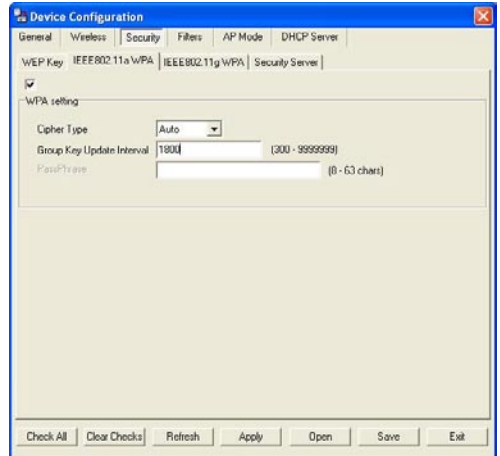 Device Configuration
General Wireless Security Filters AP Mode DHCP Server
WEP Key IEEE802.11a WPA IEEE802.11g WPA Security Server
WPA setting
Cipher Type Auto
Group Key Update Interval 1800 (300 - 9999999)
PassPhrase (8 - 63 chars)
Check All Clear Checks Refresh Apply Open Save Exit